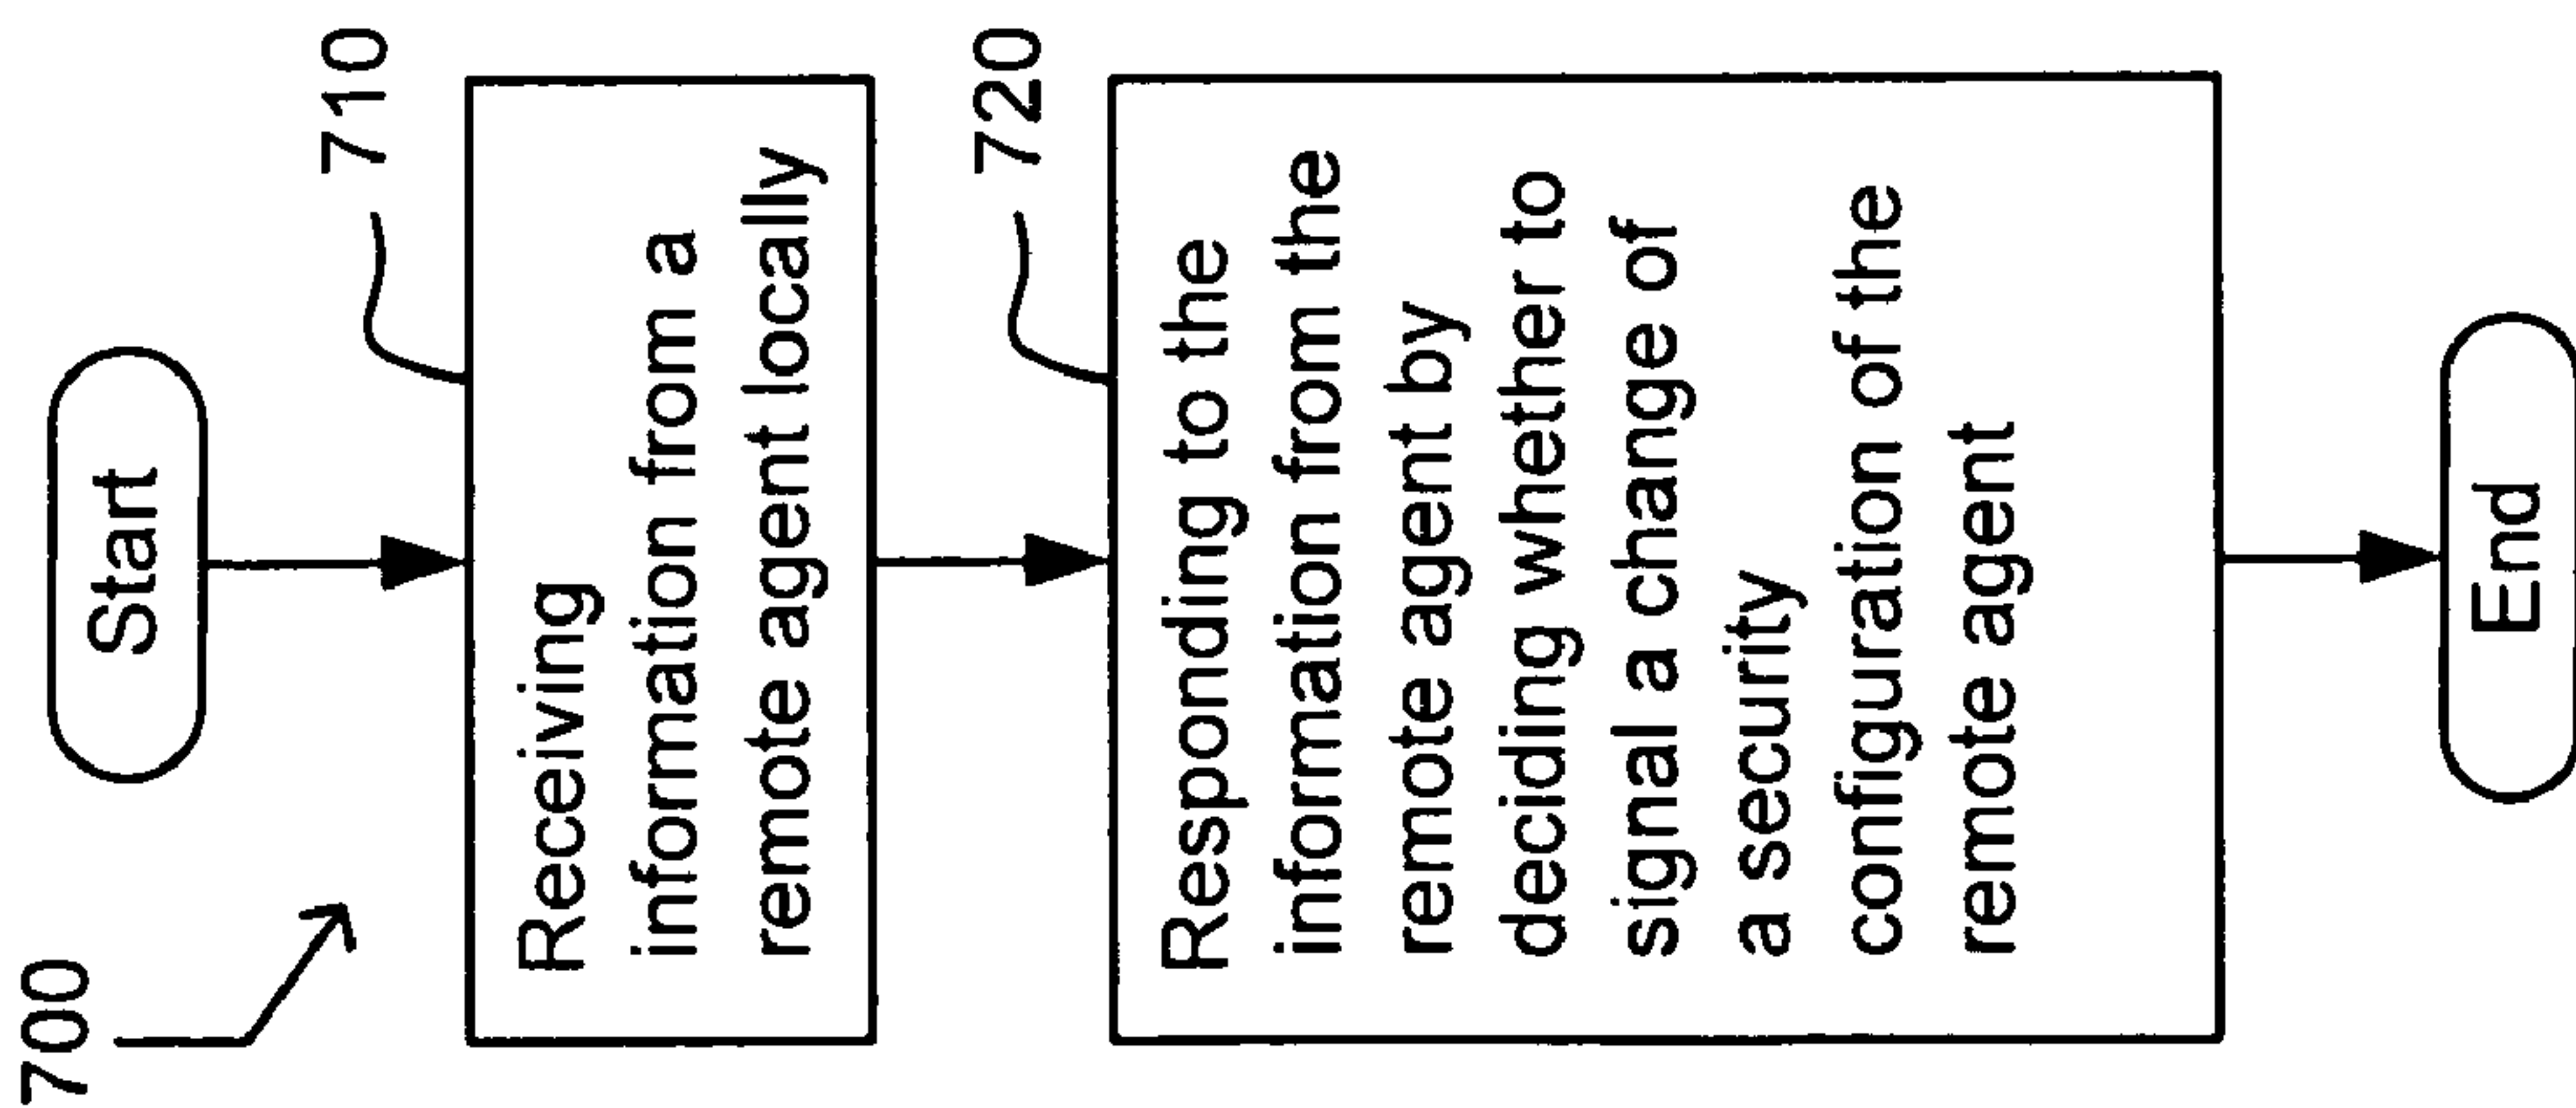 700
Start
710
Receiving
information from a
remote agent locally
720
Responding to the
information from the
remote agent by
deciding whether to
signal a change of
a security
configuration of the
remote agent
End